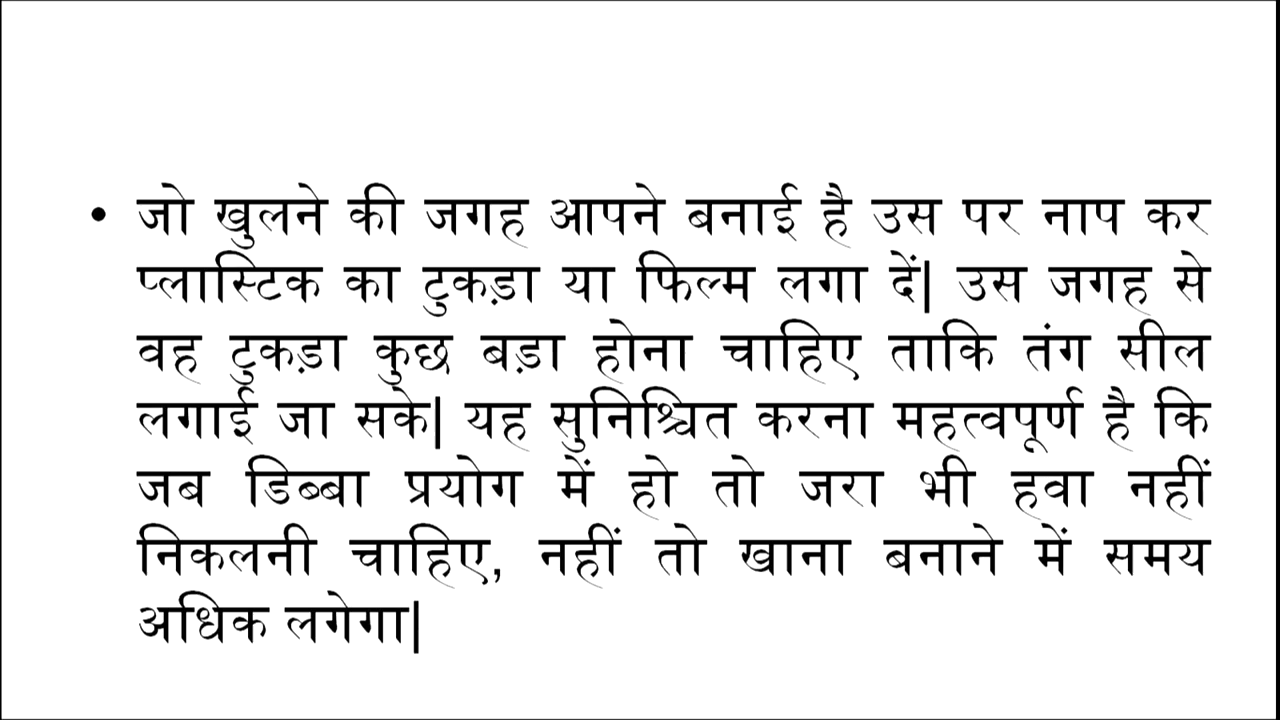 • जो खुलने की जगह आपने बनाई है उस पर नाप कर
प्लास्टिक का टुकड़ा या फिल्म लगा दें| उस जगह से
वह टुकड़ा कुछ बड़ा होना चाहिए ताकि तंग सील
लगाई जा सके| यह सुनिश्चित करना महत्वपूर्ण है कि
जब डिब्बा प्रयोग में हो तो जरा भी हवा नहीं
निकलनी चाहिए, नहीं तो खाना बनाने में समय
अधिक लगेगा|